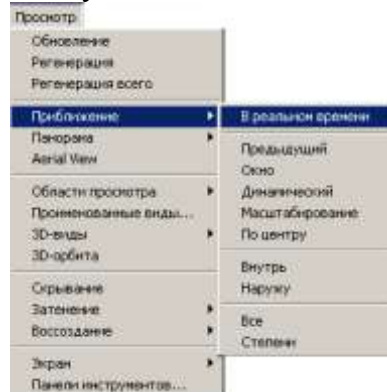 Просмотр
Обновление
Регенерация
Регенерация всего
Приближение
Панорама
Aerial View
Области просмотра
Проименованные виды...
3D-виды
3D-орбита
Скрывание
Затенение
Воссоздание
Экран
Панели инструментов...
В реальном времени
Предыдущий
Окно
Динамический
Масштабирование
По центру
Внутрь
Наружу
Все
Степени